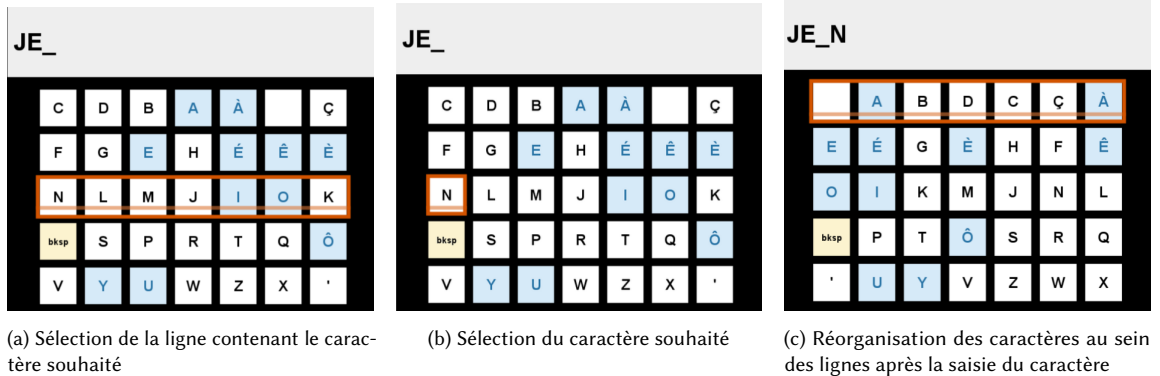 JE_
C D B A À Ç
F G E H É Ê È
N L M J I O K
bksp S P R T Q Ô
V Y U W Z X '
(a) Sélection de la ligne contenant le carac-
tère souhaité
JE_
C D B A À Ç
F G E H É Ê È
N L M J I O K
bksp S P R T Q Ô
V Y U W Z X '
(b) Sélection du caractère souhaité
JE_N
A B D C Ç À
E É G È H F Ê
O I K M J N L
bksp P T Ô S R Q
' U Y V Z W X
(c) Réorganisation des caractères au sein
des lignes après la saisie du caractère